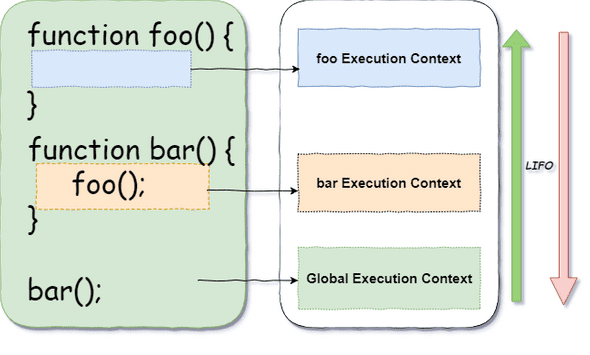 function foo() {
}
function bar() {
foo();
}
bar();
foo Execution Context
bar Execution Context
Global Execution Context
LIFO